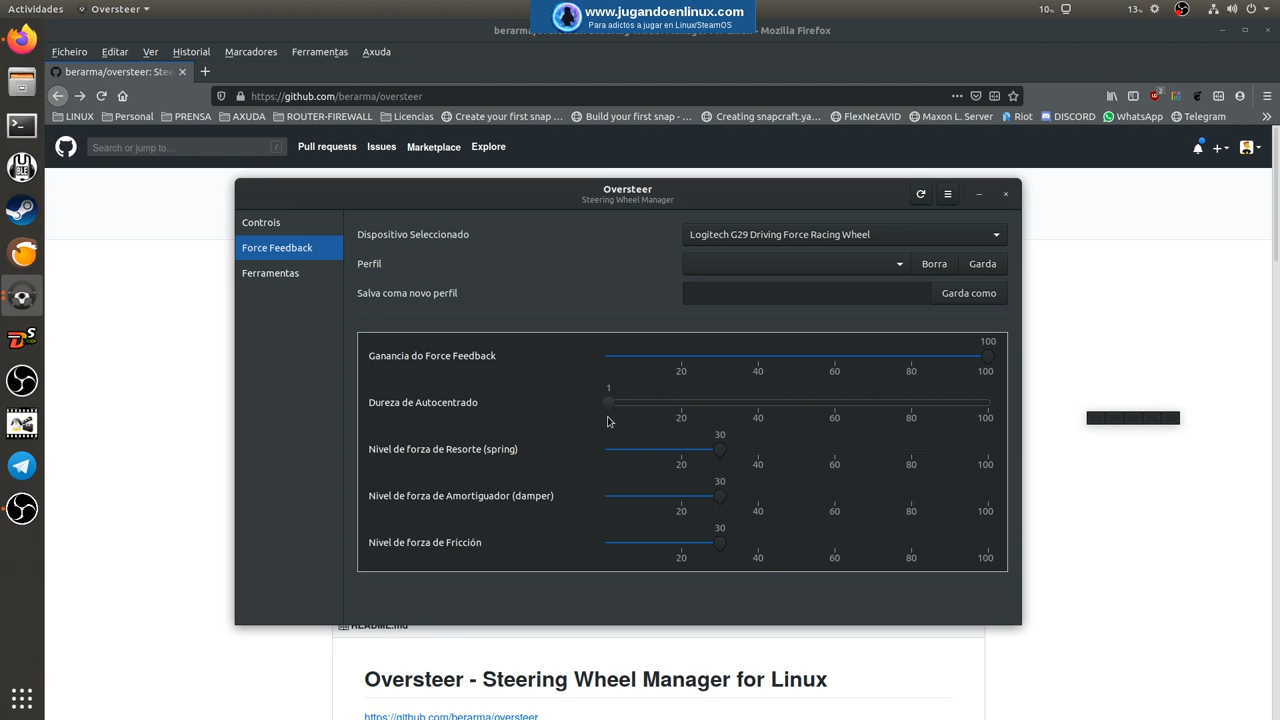 Actividades
Oversteer
www.jugandoenlinux.com
Para adictos a jugar en Linux/SteamOS
10%
13%
- Mozilla Firefox
Ficheiro Editar Ver Historial Marcadores Ferramentas Axuda
berarma/oversteer: Stee
https://github.com/berarma/oversteer
LINUX Personal PRENSA AXUDA ROUTER-FIREWALL Licencias Create your first snap ... Build your first snap - ... Creating snapcraft.ya... FlexNetAVID Maxon L. Server Riot DISCORD WhatsApp Telegram
Search or jump to...
/
Pull requests Issues Marketplace Explore
Oversteer
Steering Wheel Manager
Controis
Force Feedback
Ferramentas
Dispositivo Seleccionado
Logitech G29 Driving Force Racing Wheel
Perfil
Borra Garda
Salva coma novo perfil
Garda como
100
Ganancia do Force Feedback
20 40 60 80 100
1
Dureza de Autocentrado
20 40 60 80 100
30
Nivel de forza de Resorte (spring)
20 40 60 80 100
30
Nivel de forza de Amortiguador (damper)
20 40 60 80 100
30
Nivel de forza de Fricción
20 40 60 80 100
README.md
Oversteer - Steering Wheel Manager for Linux
https://github.com/berarma/oversteer